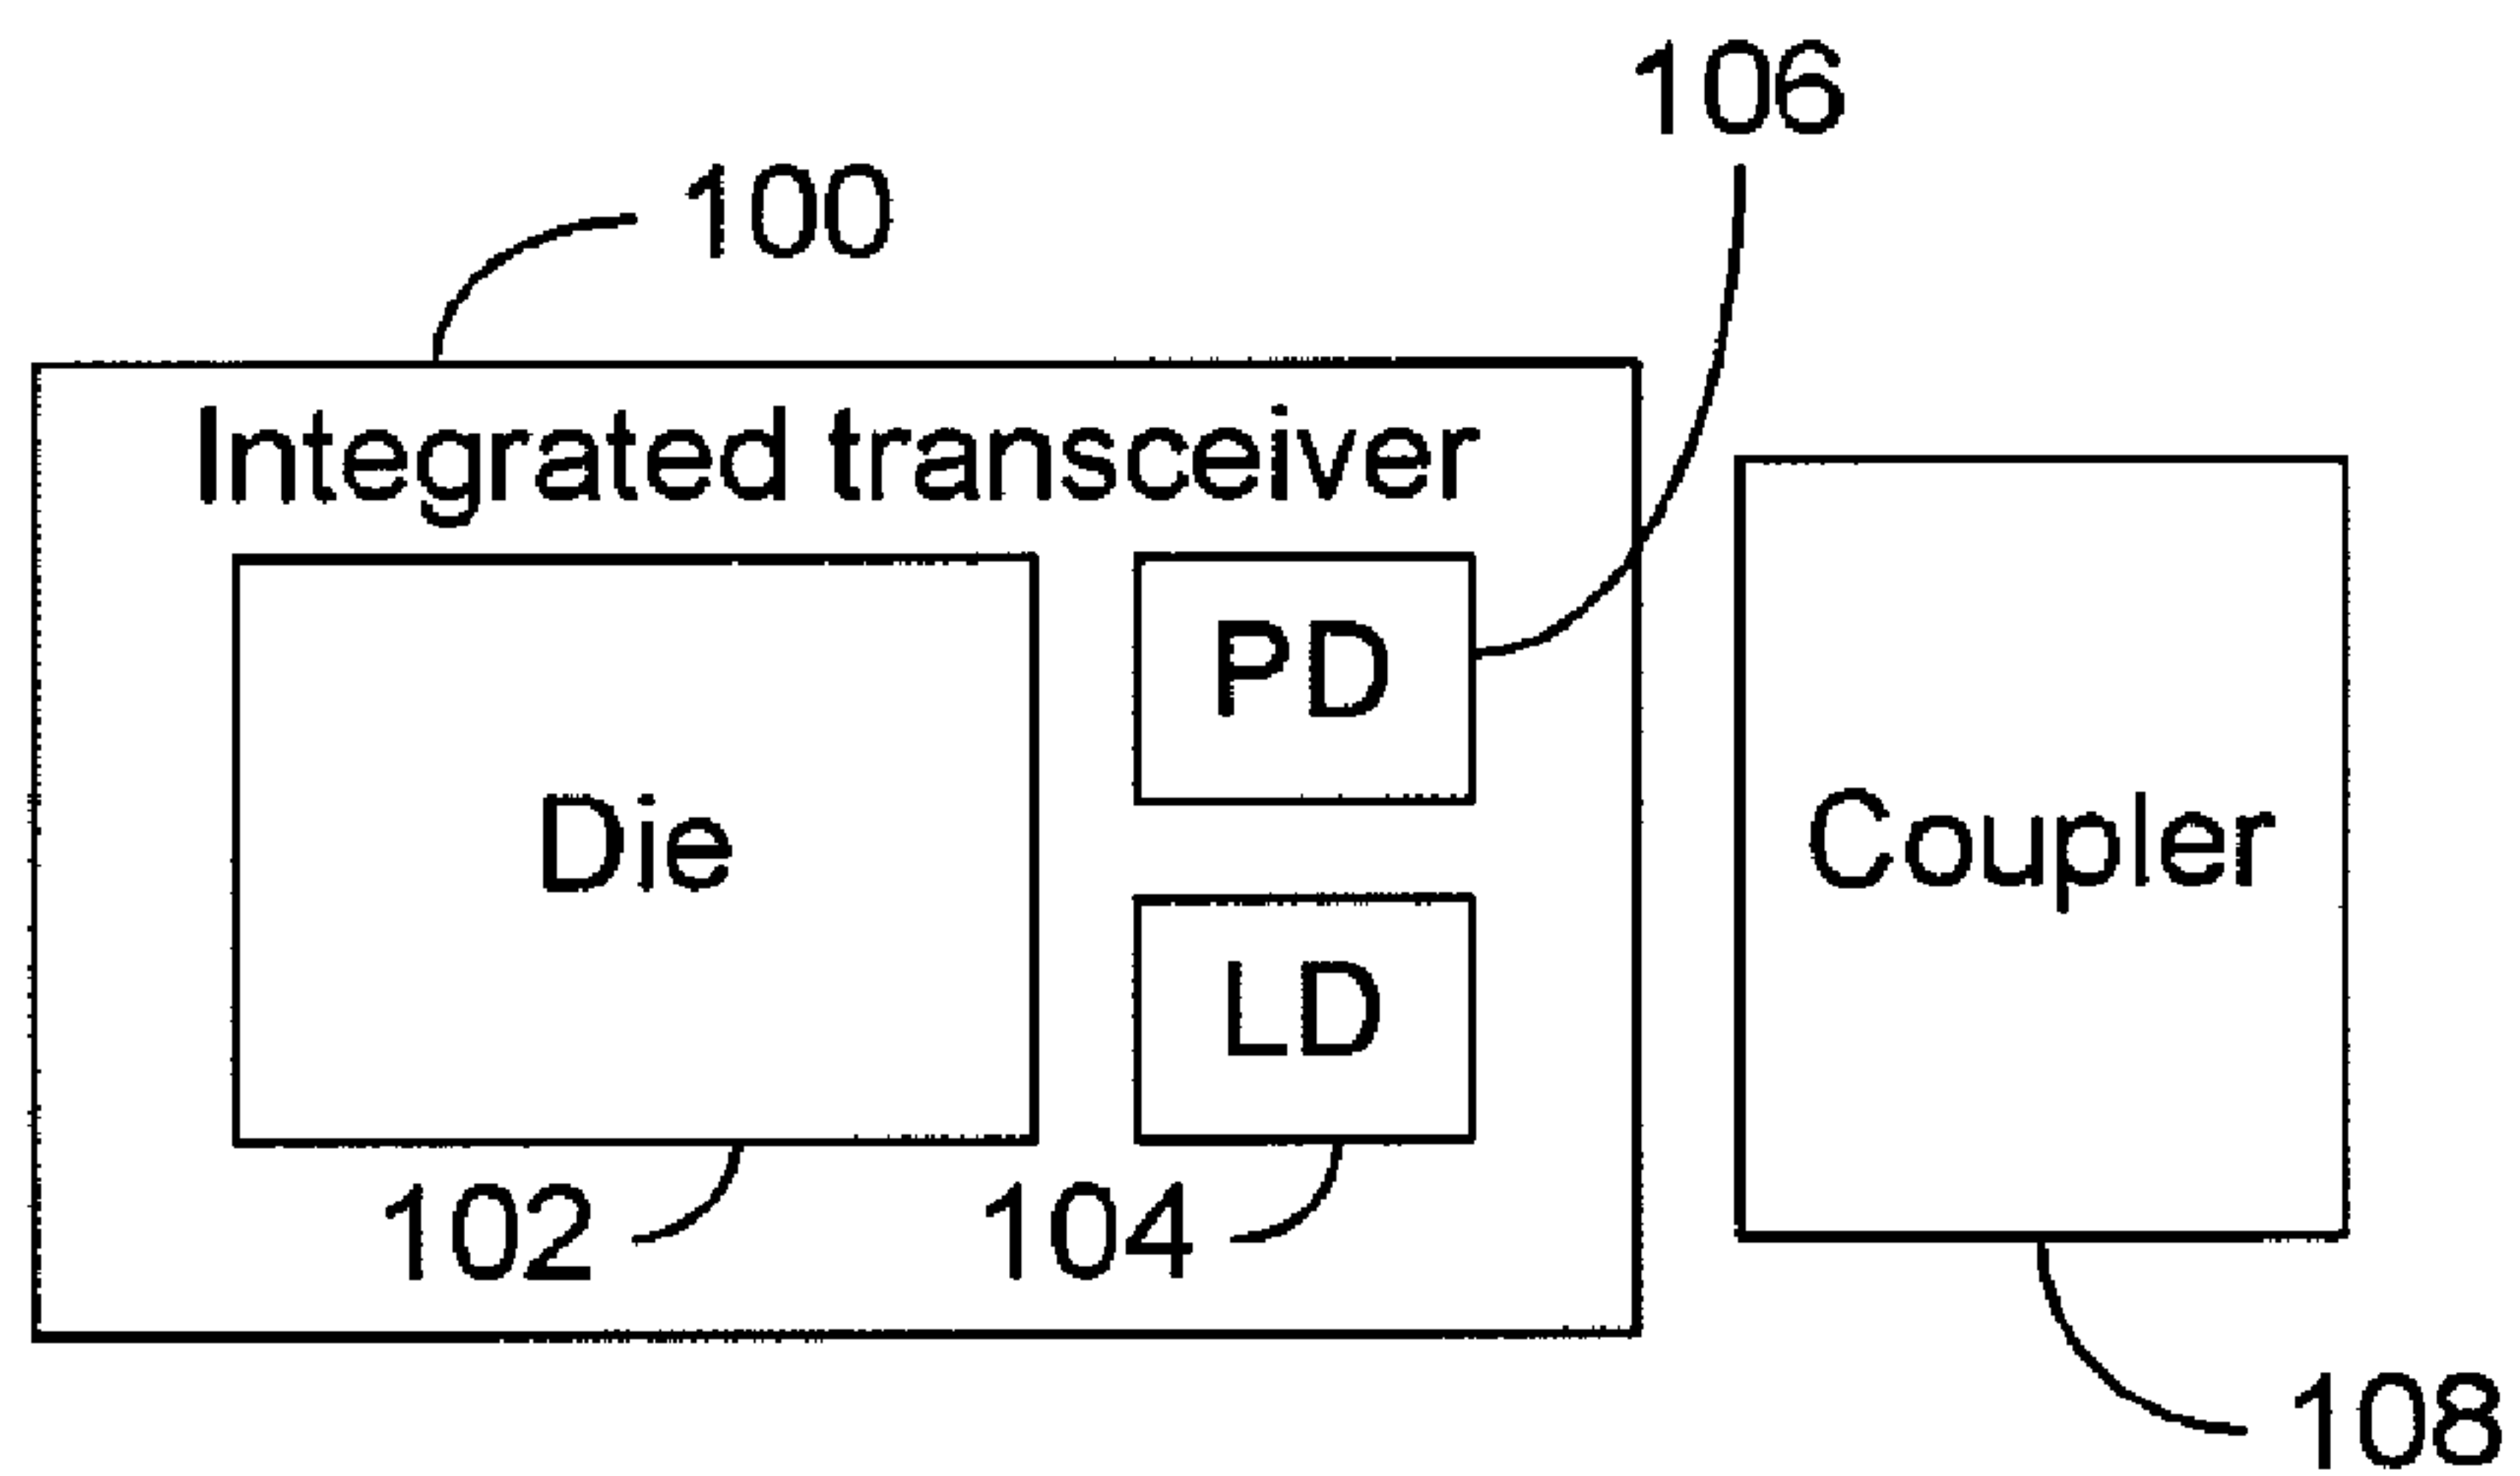 106
100
Integrated transceiver
PD
Die
Coupler
LD
102
104
108